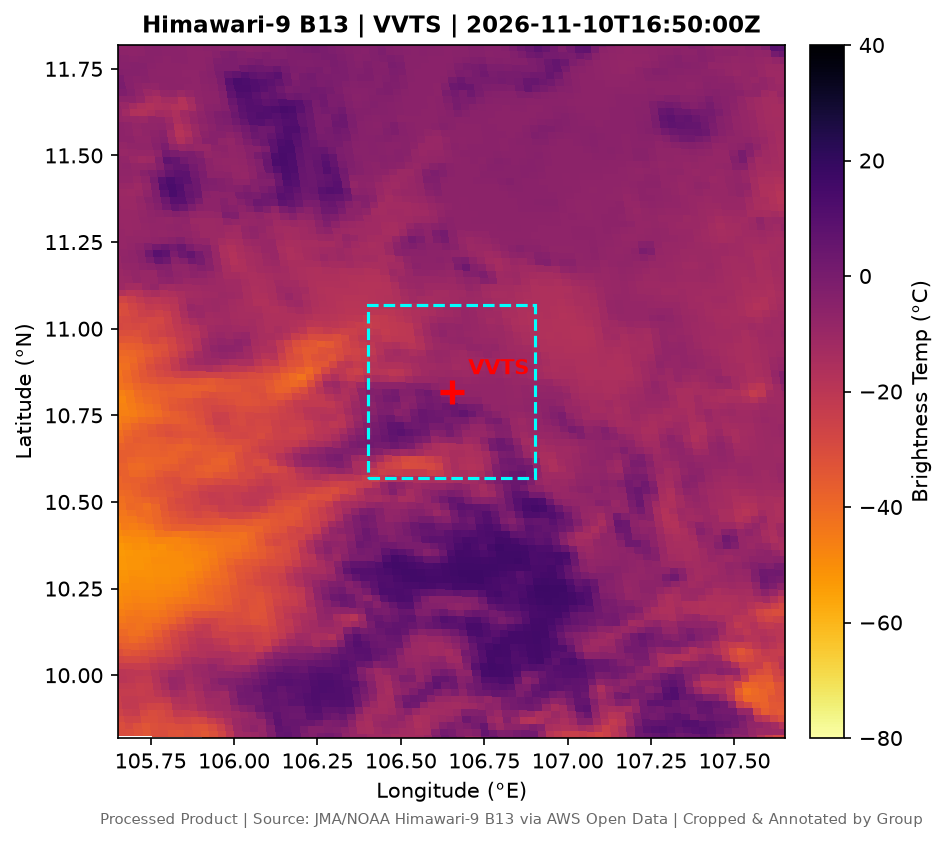 Himawari-9 B13 | VVTS | 2026-11-10T16:50:00Z
11.75
11.50
11.25
11.00
10.75
10.50
10.25
10.00
Latitude (°N)
VVTS
105.75 106.00 106.25 106.50 106.75 107.00 107.25 107.50
Longitude (°E)
40
20
0
−20
−40
−60
−80
Brightness Temp (°C)
Processed Product | Source: JMA/NOAA Himawari-9 B13 via AWS Open Data | Cropped & Annotated by Group